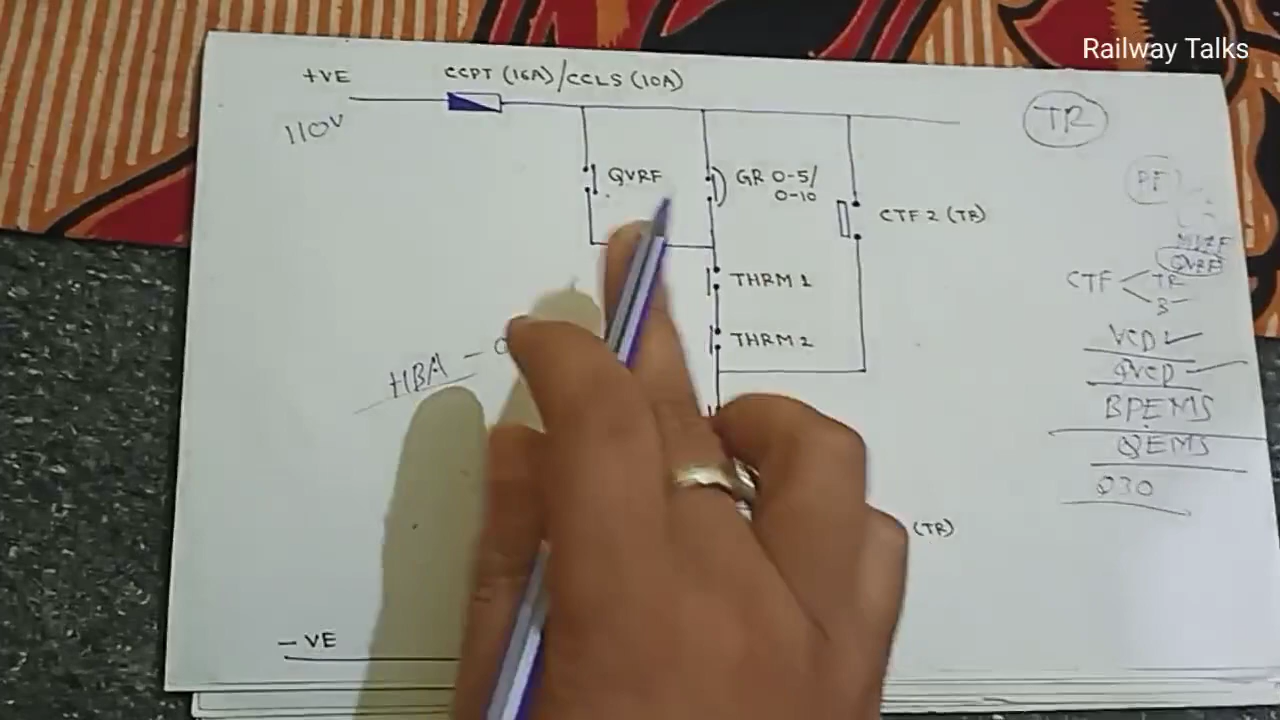 Railway Talks
+VE
CCPT (16A)/CCLS (10A)
110V
TR
QVRF
GR 0-5/
0-10
PF
CTF 2 (TR)
QVRF
CTF
TR
B
THRM 1
THRM 2
VCD
QVCD
HBA -
BPEMS
QEMS
Q30
(TR)
- VE